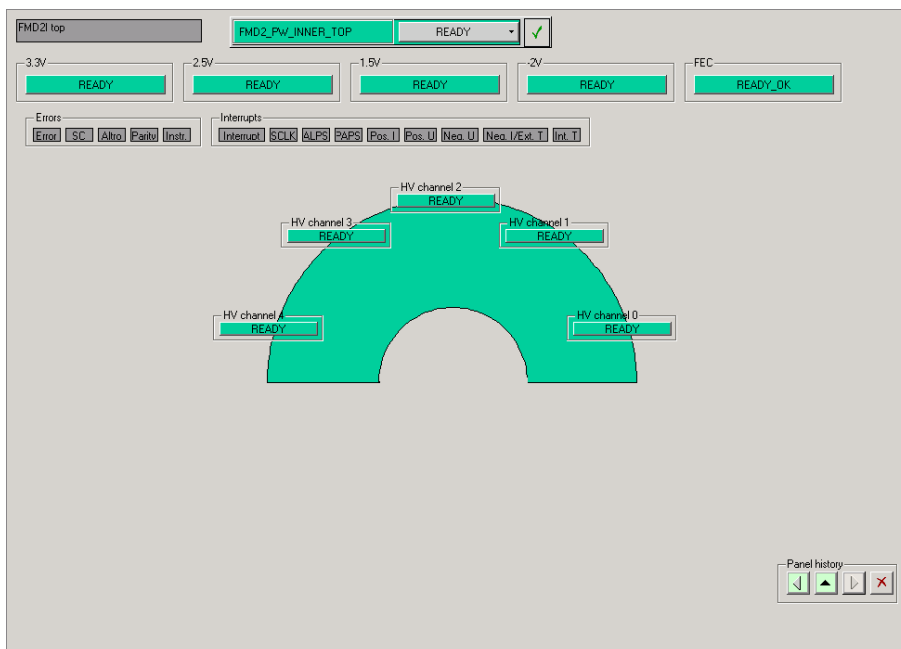 FMD2I top
FMD2_PW_INNER_TOP READY
3.3V 2.5V 1.5V -2V FEC
READY READY READY READY READY_OK
Errors Interrupts
Error SC Altro Parity Instr. Interrupt SCLK ALPS PAPS Pos. I Pos. U Neg. U Neg. I/Ext. T Int. T
HV channel 2
READY
HV channel 3 HV channel 1
READY READY
HV channel 4 HV channel 0
READY READY
Panel history